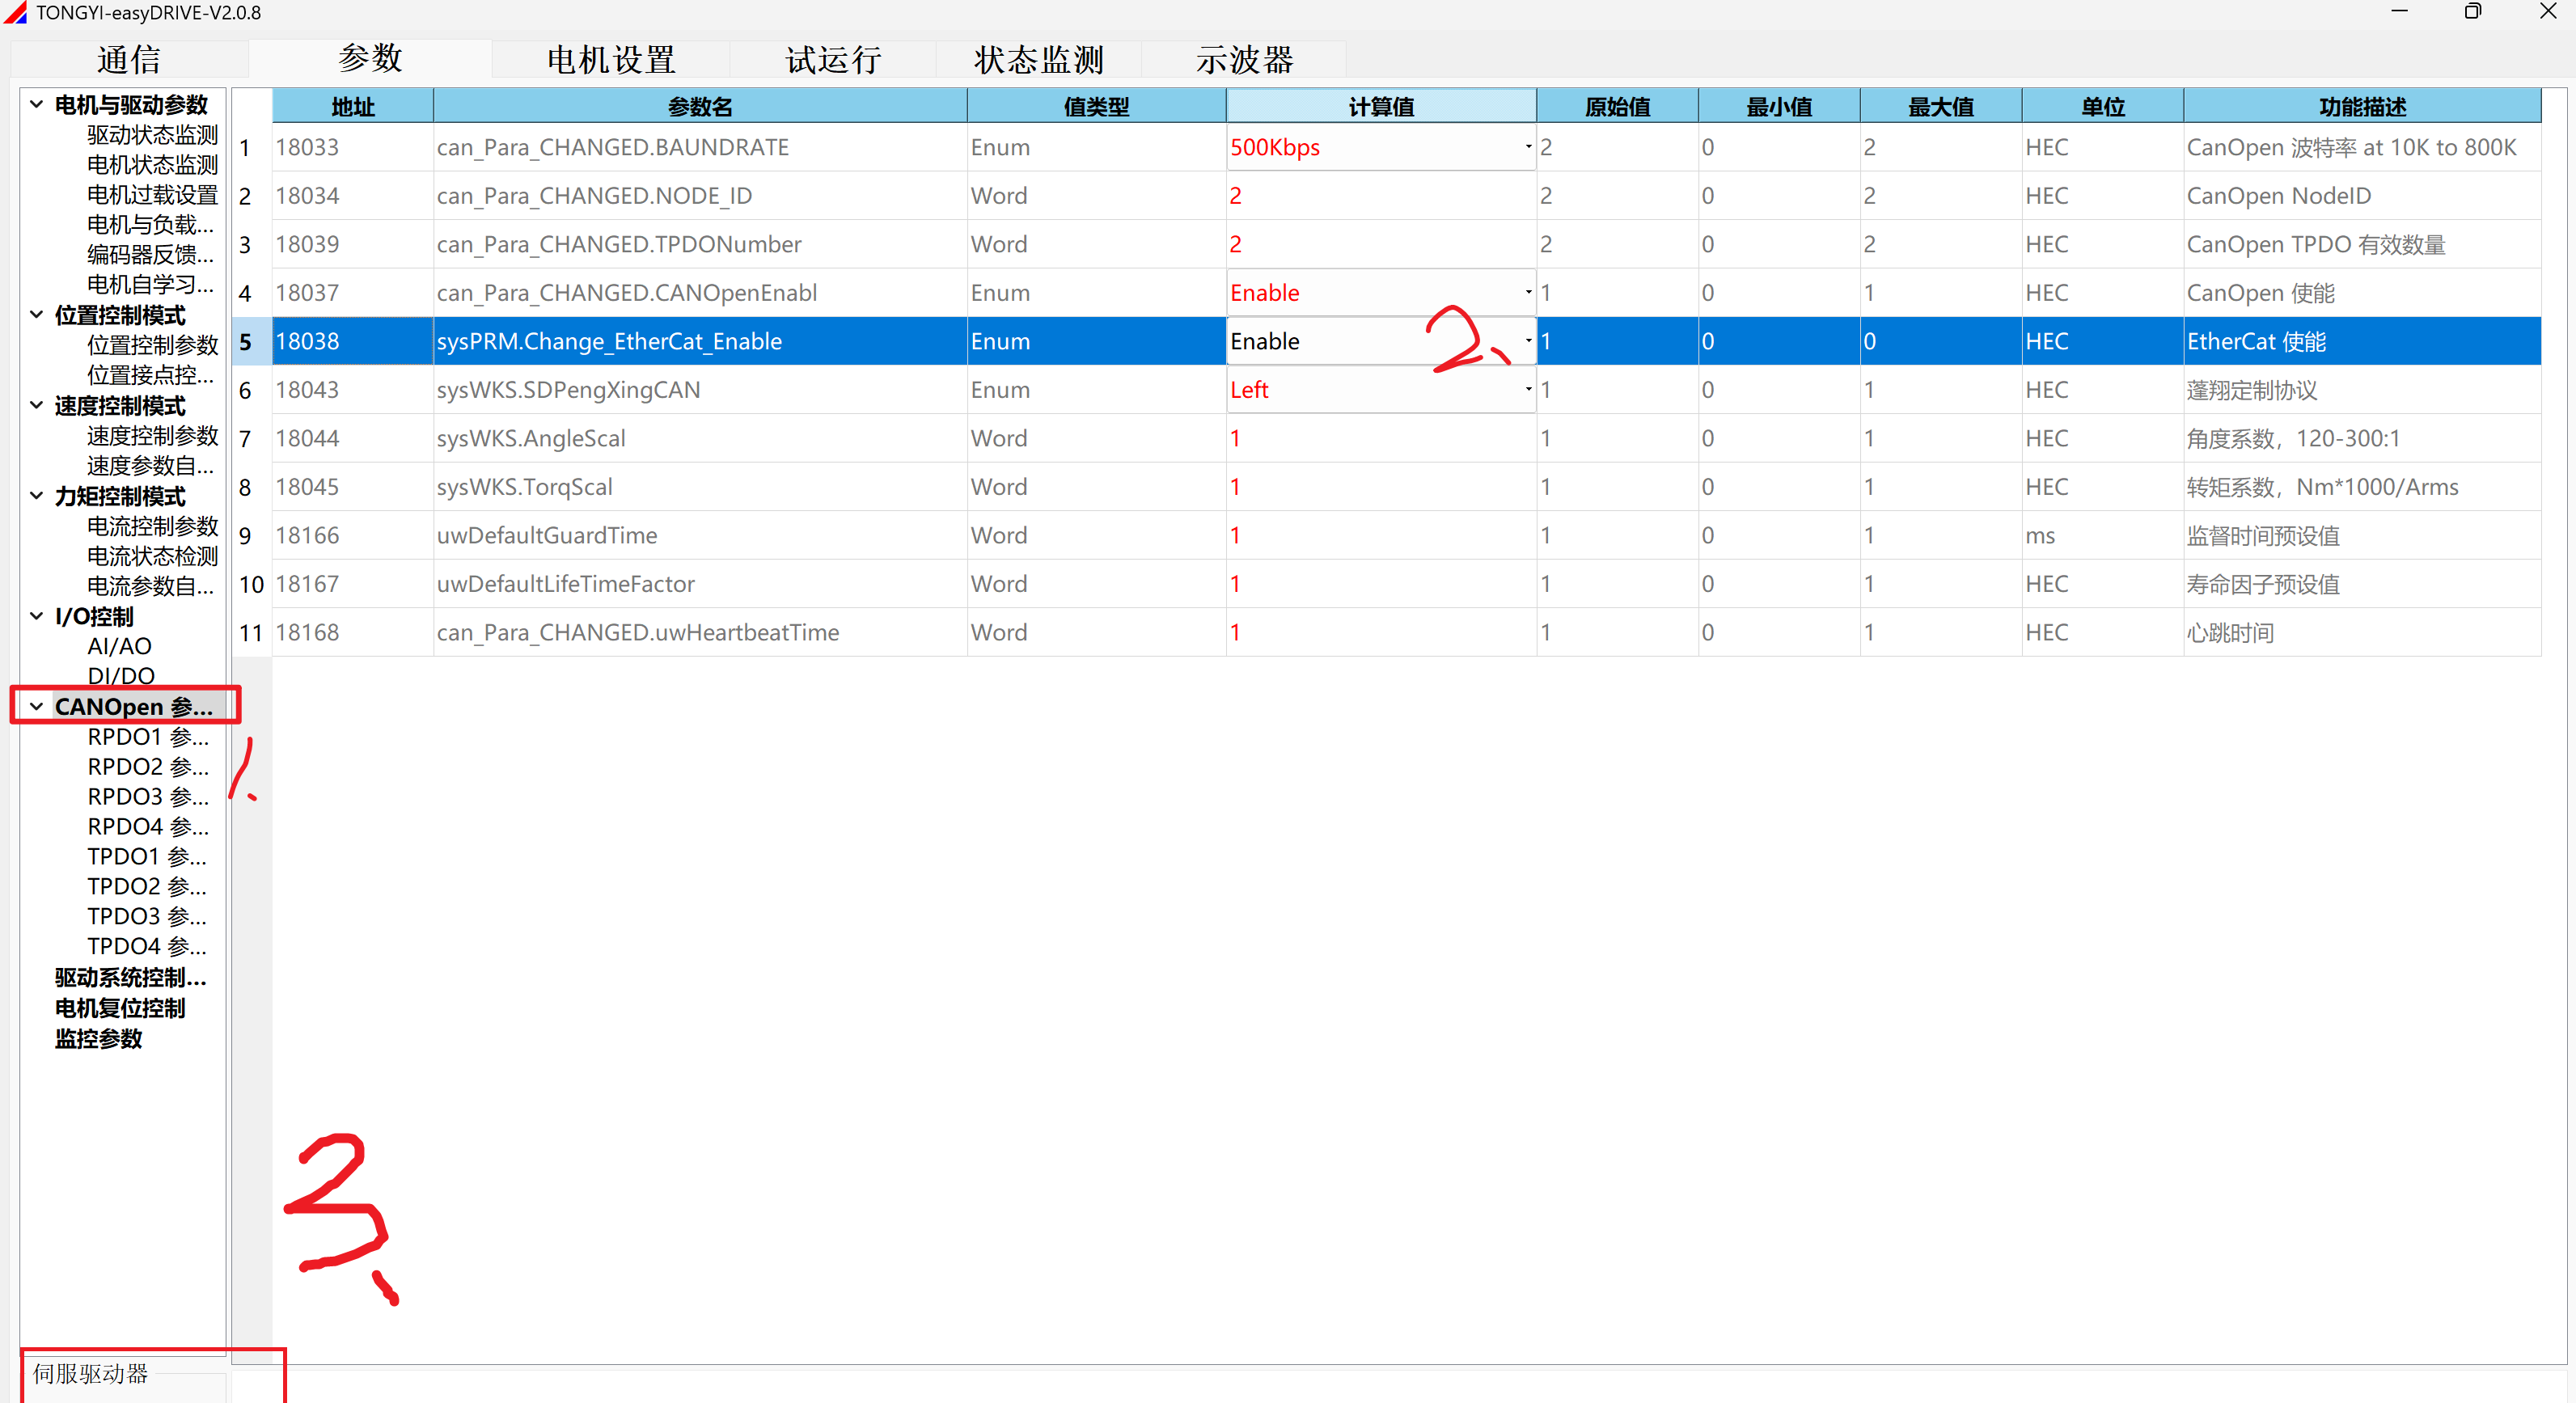 TONGYI-easyDRIVE-V2.0.8
通信 参数 电机设置 试运行 状态监测 示波器
电机与驱动参数
驱动状态监测
电机状态监测
电机过载设置
电机与负载...
编码器反馈...
电机自学习...
位置控制模式
位置控制参数
位置接点控...
速度控制模式
速度控制参数
速度参数自...
力矩控制模式
电流控制参数
电流状态检测
电流参数自...
I/O控制
AI/AO
DI/DO
CANOpen 参...
RPDO1 参...
RPDO2 参...
RPDO3 参...
RPDO4 参...
TPDO1 参...
TPDO2 参...
TPDO3 参...
TPDO4 参...
驱动系统控制...
电机复位控制
监控参数
1.
地址 参数名 值类型 计算值 原始值 最小值 最大值 单位 功能描述
1 18033 can_Para_CHANGED.BAUNDRATE Enum 500Kbps 2 0 2 HEC CanOpen 波特率 at 10K to 800K
2 18034 can_Para_CHANGED.NODE_ID Word 2 2 0 2 HEC CanOpen NodeID
3 18039 can_Para_CHANGED.TPDONumber Word 2 2 0 2 HEC CanOpen TPDO 有效数量
4 18037 can_Para_CHANGED.CANOpenEnabl Enum Enable 1 0 1 HEC CanOpen 使能
5 18038 sysPRM.Change_EtherCat_Enable Enum Enable 2、 1 0 0 HEC EtherCat 使能
6 18043 sysWKS.SDPengXingCAN Enum Left 1 0 1 HEC 蓬翔定制协议
7 18044 sysWKS.AngleScal Word 1 1 0 1 HEC 角度系数，120-300:1
8 18045 sysWKS.TorqScal Word 1 1 0 1 HEC 转矩系数，Nm*1000/Arms
9 18166 uwDefaultGuardTime Word 1 1 0 1 ms 监督时间预设值
10 18167 uwDefaultLifeTimeFactor Word 1 1 0 1 HEC 寿命因子预设值
11 18168 can_Para_CHANGED.uwHeartbeatTime Word 1 1 0 1 HEC 心跳时间
3、
伺服驱动器